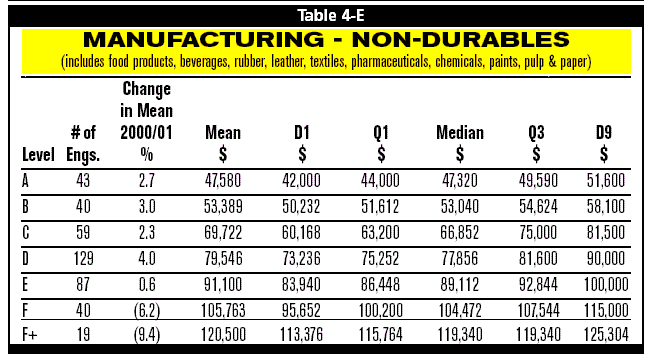 Table 4-E
MANUFACTURING - NON-DURABLES
(includes food products, beverages, rubber, leather, textiles, pharmaceuticals, chemicals, paints, pulp & paper)
Change
in Mean
# of 2000/01 Mean D1 Q1 Median Q3 D9
Level Engs. % $ $ $ $ $ $
A 43 2.7 47,580 42,000 44,000 47,320 49,590 51,600
B 40 3.0 53,389 50,232 51,612 53,040 54,624 58,100
C 59 2.3 69,722 60,168 63,200 66,852 75,000 81,500
D 129 4.0 79,546 73,236 75,252 77,856 81,600 90,000
E 87 0.6 91,100 83,940 86,448 89,112 92,844 100,000
F 40 (6.2) 105,763 95,652 100,200 104,472 107,544 115,000
F+ 19 (9.4) 120,500 113,376 115,764 119,340 119,340 125,304